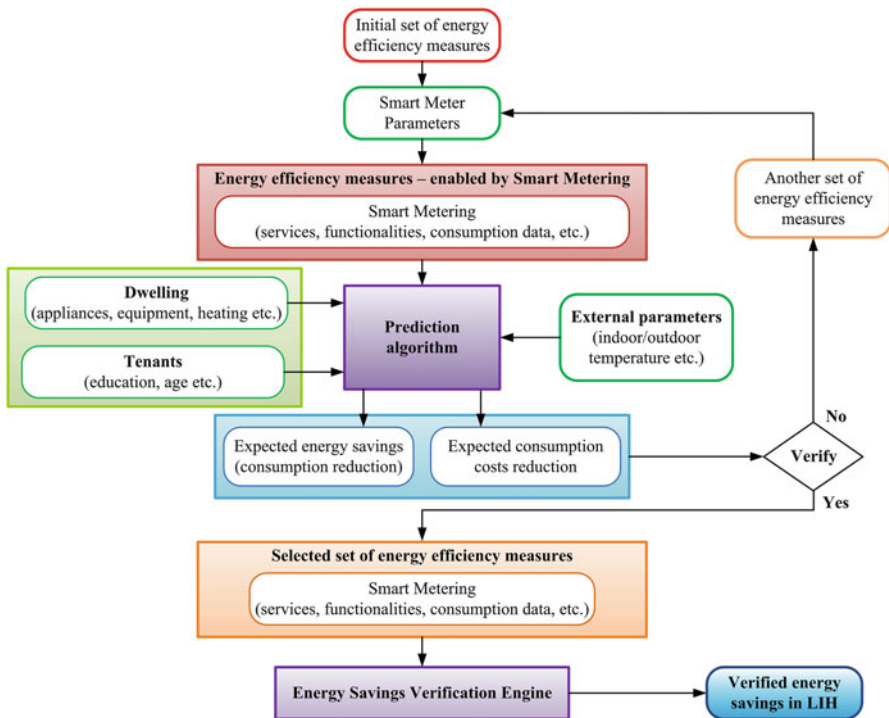 Initial set of energy
efficiency measures
Smart Meter
Parameters
Energy efficiency measures – enabled by Smart Metering
Smart Metering
(services, functionalities, consumption data, etc.)
Another set of
energy efficiency
measures
Dwelling
(appliances, equipment, heating etc.)
Tenants
(education, age etc.)
Prediction
algorithm
External parameters
(indoor/outdoor
temperature etc.)
Expected energy savings
(consumption reduction)
Expected consumption
costs reduction
No
Verify
Yes
Selected set of energy efficiency measures
Smart Metering
(services, functionalities, consumption data, etc.)
Energy Savings Verification Engine
Verified energy
savings in LIH